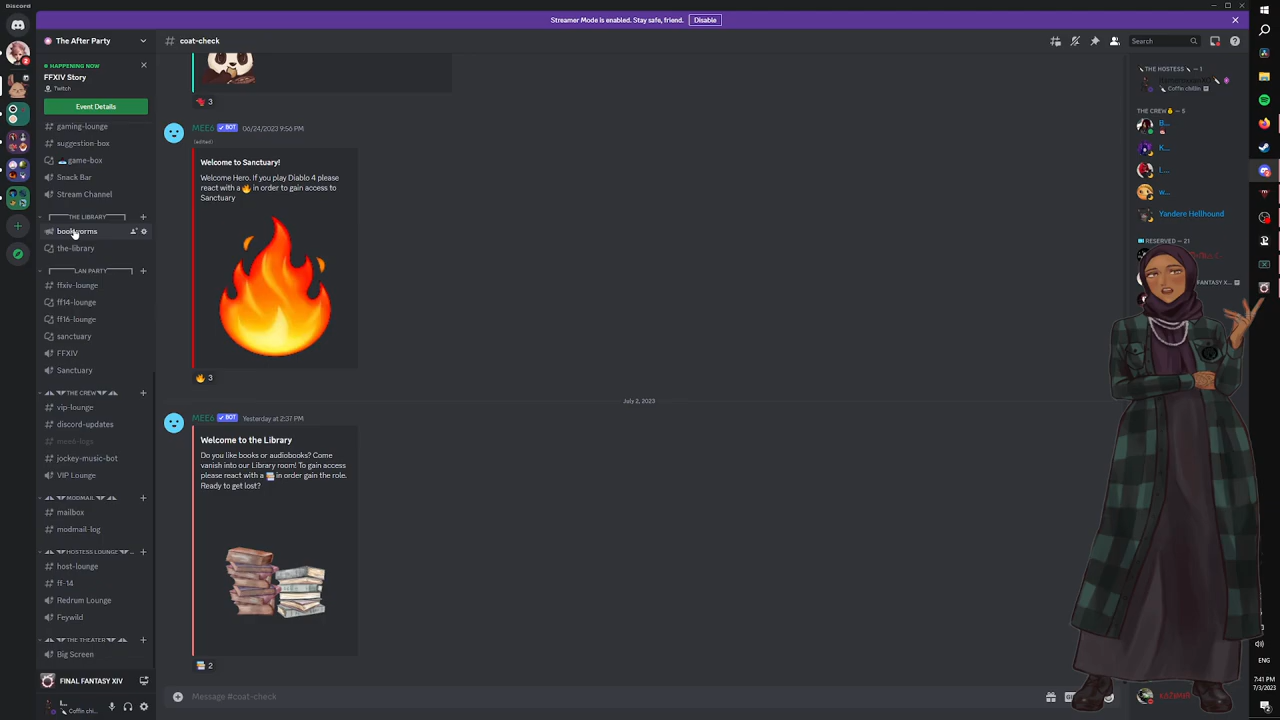 Discord
Streamer Mode is enabled. Stay safe, friend.
Disable
The After Party
coat-check
Search
HAPPENING NOW
FFXIV Story
Twitch
Event Details
gaming-lounge
suggestion-box
game-box
Snack Bar
Stream Channel
THE LIBRARY
bookworms
the-library
LAN PARTY
ffxiv-lounge
ff14-lounge
ff16-lounge
sanctuary
FFXIV
Sanctuary
THE CREW
vip-lounge
discord-updates
mee6-logs
jockey-music-bot
VIP Lounge
MODMAIL
mailbox
modmail-log
HOSTESS LOUNGE
host-lounge
ff-14
Redrum Lounge
Feywild
THE THEATER
Big Screen
FINAL FANTASY XIV
L...
Coffin chi...
3
MEE6 BOT 06/24/2023 9:56 PM
(edited)
Welcome to Sanctuary!
Welcome Hero. If you play Diablo 4 please
react with a 🔥 in order to gain access to
Sanctuary
3
July 2, 2023
MEE6 BOT Yesterday at 2:37 PM
Welcome to the Library
Do you like books or audiobooks? Come
vanish into our Library room! To gain access
please react with a 📚 in order gain the role.
Ready to get lost?
2
Message #coat-check
THE HOSTESS — 1
Coffin chillin
THE CREW — 5
B...
K...
L...
w...
Yandere Hellhound
RESERVED — 21
FANTASY X...
ENG
7:41 PM
7/3/2023